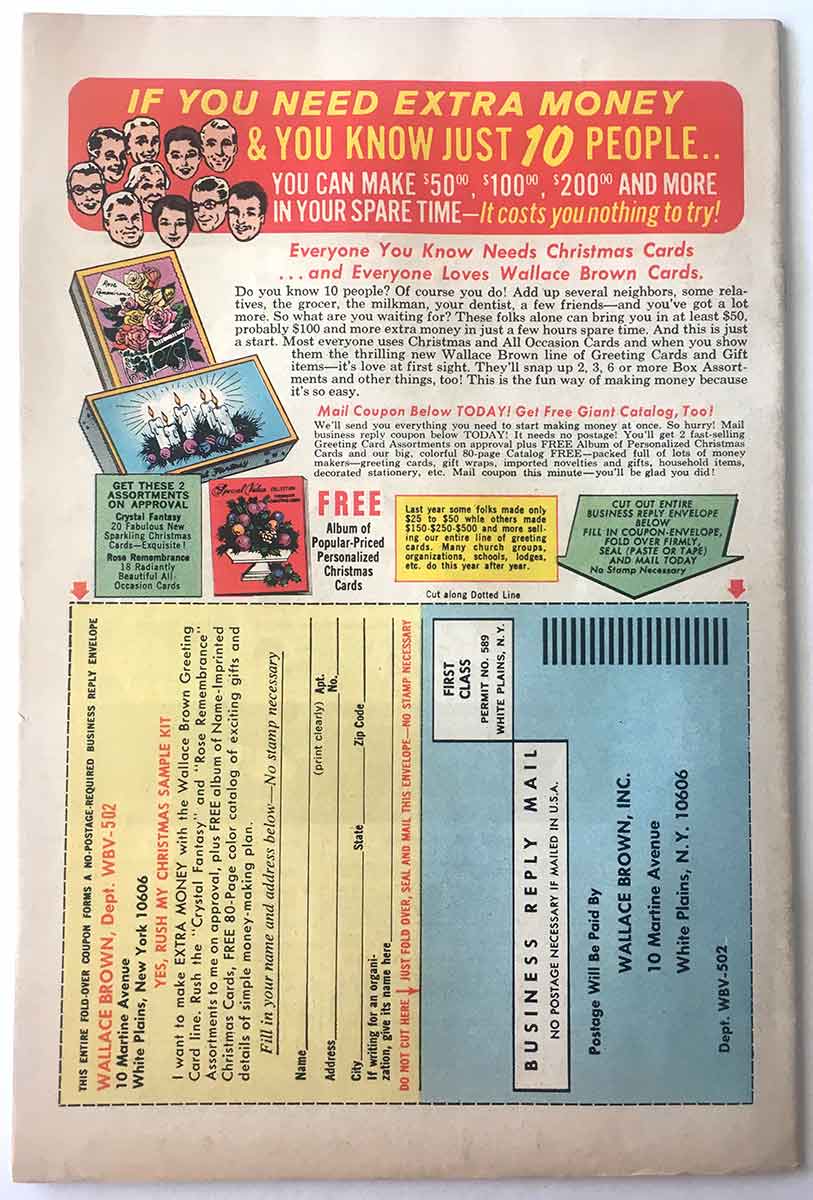 IF YOU NEED EXTRA MONEY
& YOU KNOW JUST 10 PEOPLE..
YOU CAN MAKE $5000, $10000, $20000 AND MORE
IN YOUR SPARE TIME—It costs you nothing to try!
Everyone You Know Needs Christmas Cards
...and Everyone Loves Wallace Brown Cards.
Do you know 10 people? Of course you do! Add up several neighbors, some rela-
tives, the grocer, the milkman, your dentist, a few friends—and you've got a lot
more. So what are you waiting for? These folks alone can bring you in at least $50,
probably $100 and more extra money in just a few hours spare time. And this is just
a start. Most everyone uses Christmas and All Occasion Cards and when you show
them the thrilling new Wallace Brown line of Greeting Cards and Gift
items—it's love at first sight. They'll snap up 2, 3, 6 or more Box Assort-
ments and other things, too! This is the fun way of making money because
it's so easy.
Mail Coupon Below TODAY! Get Free Giant Catalog, Too!
We'll send you everything you need to start making money at once. So hurry! Mail
business reply coupon below TODAY! It needs no postage! You'll get 2 fast-selling
Greeting Card Assortments on approval plus FREE Album of Personalized Christmas
Cards and our big, colorful 80-page Catalog FREE—packed full of lots of money
makers—greeting cards, gift wraps, imported novelties and gifts, household items,
decorated stationery, etc. Mail coupon this minute—you'll be glad you did!
Rose
Remembrance
Fantasy
GET THESE 2
ASSORTMENTS
ON APPROVAL
Crystal Fantasy
20 Fabulous New
Sparkling Christmas
Cards—Exquisite!
Rose Remembrance
18 Radiantly
Beautiful All-
Occasion Cards
Special Value COLLECTION
FREE
Album of
Popular-Priced
Personalized
Christmas
Cards
Last year some folks made only
$25 to $50 while others made
$150-$250-$500 and more sell-
ing our entire line of greeting
cards. Many church groups,
organizations, schools, lodges,
etc. do this year after year.
CUT OUT ENTIRE
BUSINESS REPLY ENVELOPE
BELOW
FILL IN COUPON-ENVELOPE,
FOLD OVER FIRMLY,
SEAL (PASTE OR TAPE)
AND MAIL TODAY
No Stamp Necessary
Cut along Dotted Line
THIS ENTIRE FOLD-OVER COUPON FORMS A NO-POSTAGE-REQUIRED BUSINESS REPLY ENVELOPE
WALLACE BROWN, Dept. WBV-502
10 Martine Avenue
White Plains, New York 10606
YES, RUSH MY CHRISTMAS SAMPLE KIT
I want to make EXTRA MONEY with the Wallace Brown Greeting
Card line. Rush the "Crystal Fantasy" and "Rose Remembrance"
Assortments to me on approval, plus FREE album of Name-Imprinted
Christmas Cards, FREE 80-Page color catalog of exciting gifts and
details of simple money-making plan.
Fill in your name and address below—No stamp necessary
Name
(print clearly)
Address Apt. No.
City State Zip Code
If writing for an organi-
zation, give its name here
DO NOT CUT HERE JUST FOLD OVER, SEAL AND MAIL THIS ENVELOPE—NO STAMP NECESSARY
FIRST
CLASS
PERMIT NO. 589
WHITE PLAINS, N.Y.
BUSINESS REPLY MAIL
NO POSTAGE NECESSARY IF MAILED IN U.S.A.
Postage Will Be Paid By
WALLACE BROWN, INC.
10 Martine Avenue
White Plains, N.Y. 10606
Dept. WBV-502